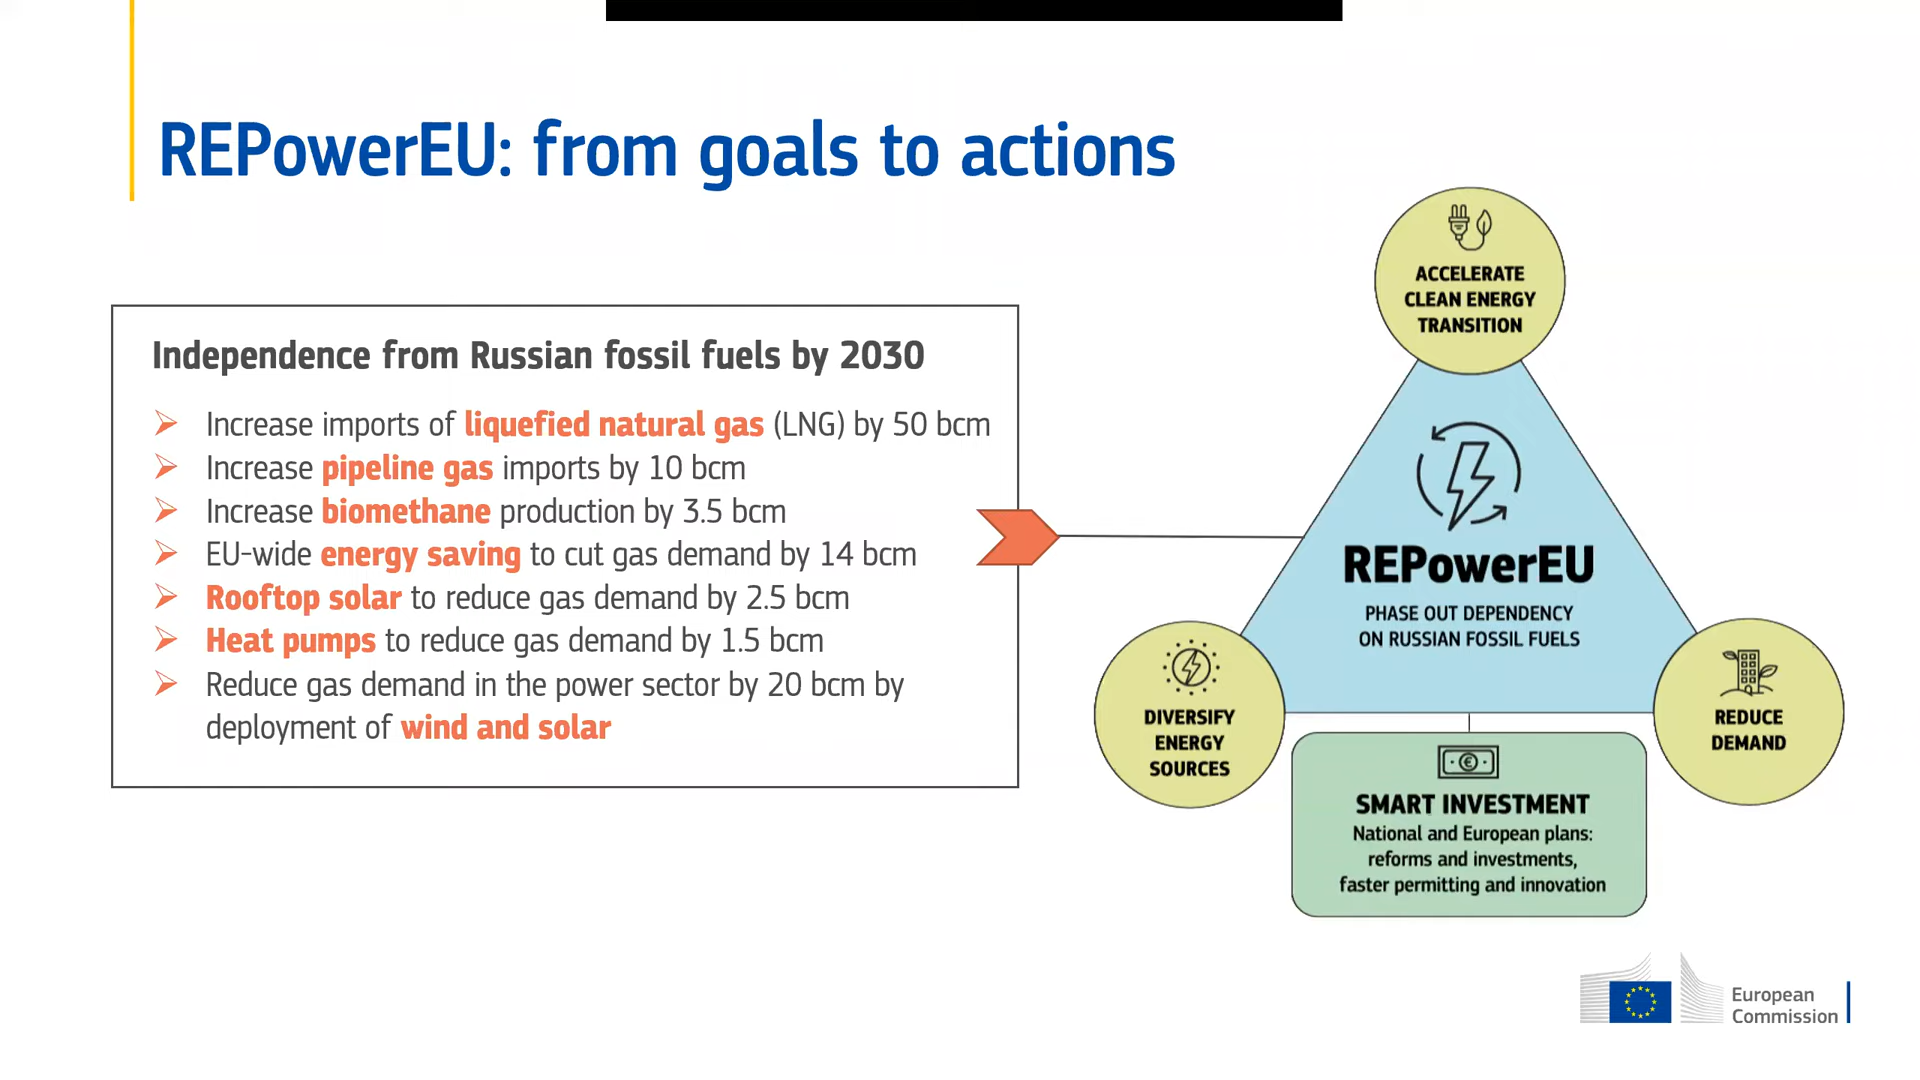 REPowerEU: from goals to actions
Independence from Russian fossil fuels by 2030
Increase imports of liquefied natural gas (LNG) by 50 bcm
Increase pipeline gas imports by 10 bcm
Increase biomethane production by 3.5 bcm
EU-wide energy saving to cut gas demand by 14 bcm
Rooftop solar to reduce gas demand by 2.5 bcm
Heat pumps to reduce gas demand by 1.5 bcm
Reduce gas demand in the power sector by 20 bcm by
deployment of wind and solar
ACCELERATE
CLEAN ENERGY
TRANSITION
REPowerEU
PHASE OUT DEPENDENCY
ON RUSSIAN FOSSIL FUELS
DIVERSIFY
ENERGY
SOURCES
REDUCE
DEMAND
€
SMART INVESTMENT
National and European plans:
reforms and investments,
faster permitting and innovation
European
Commission